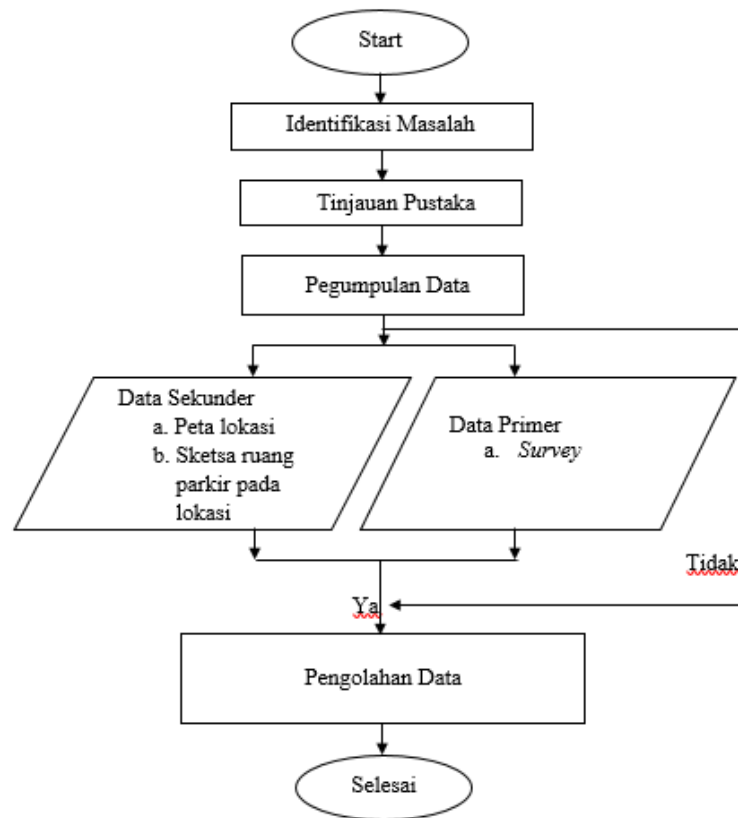 Start
Identifikasi Masalah
Tinjauan Pustaka
Pegumpulan Data
Data Sekunder
a. Peta lokasi
b. Sketsa ruang
parkir pada
lokasi
Data Primer
a. Survey
Tidak
Ya
Pengolahan Data
Selesai